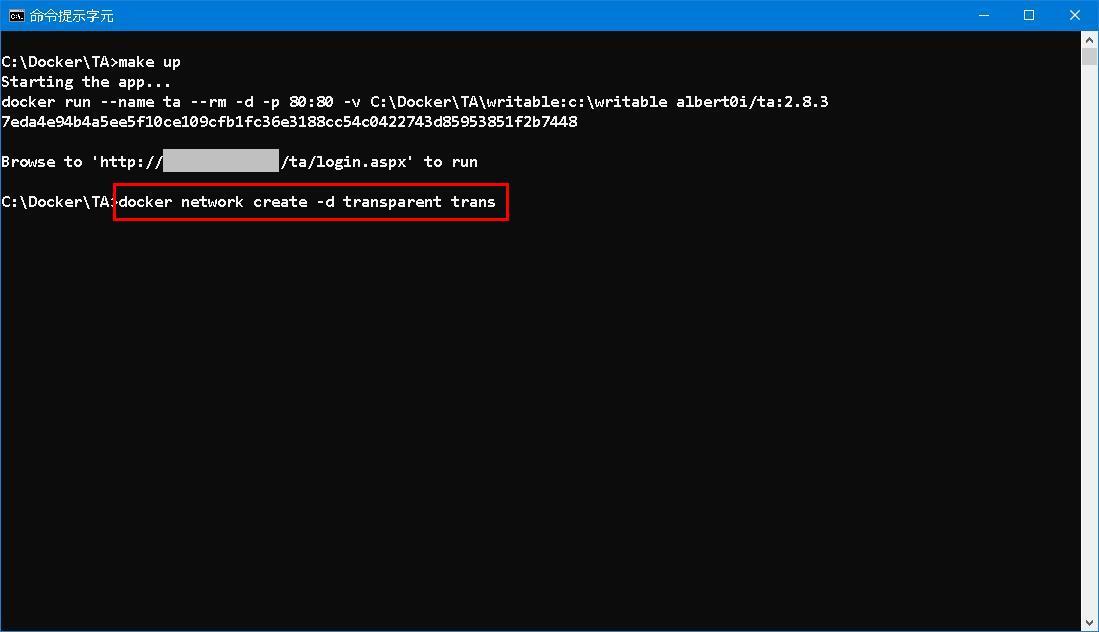 命令提示字元
C:\Docker\TA>make up
Starting the app...
docker run --name ta --rm -d -p 80:80 -v C:\Docker\TA\writable:c:\writable albert0i/ta:2.8.3
7eda4e94b4a5ee5f10ce109cfb1fc36e3188cc54c0422743d85953851f2b7448
Browse to 'http:// /ta/login.aspx' to run
C:\Docker\TA>docker network create -d transparent trans